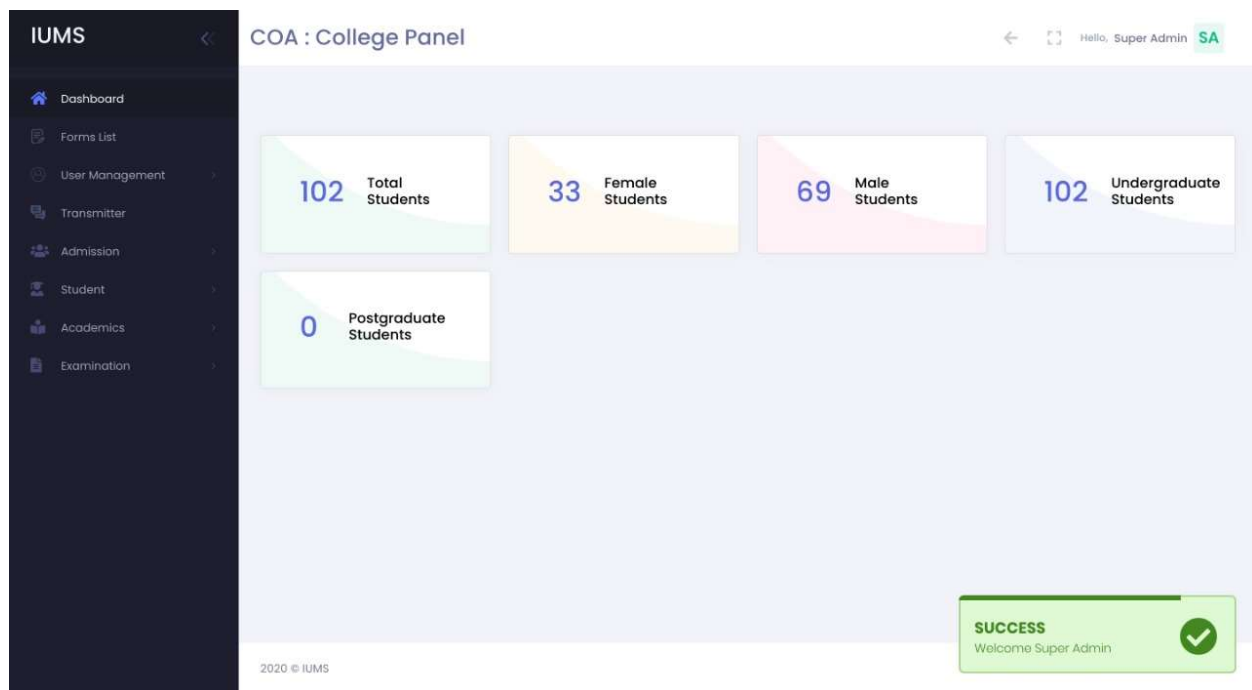 IUMS
COA : College Panel
Hello, Super Admin SA
Dashboard
Forms List
User Management
Transmitter
Admission
Student
Academics
Examination
102 Total
Students
33 Female
Students
69 Male
Students
102 Undergraduate
Students
0 Postgraduate
Students
SUCCESS
Welcome Super Admin
2020 © IUMS